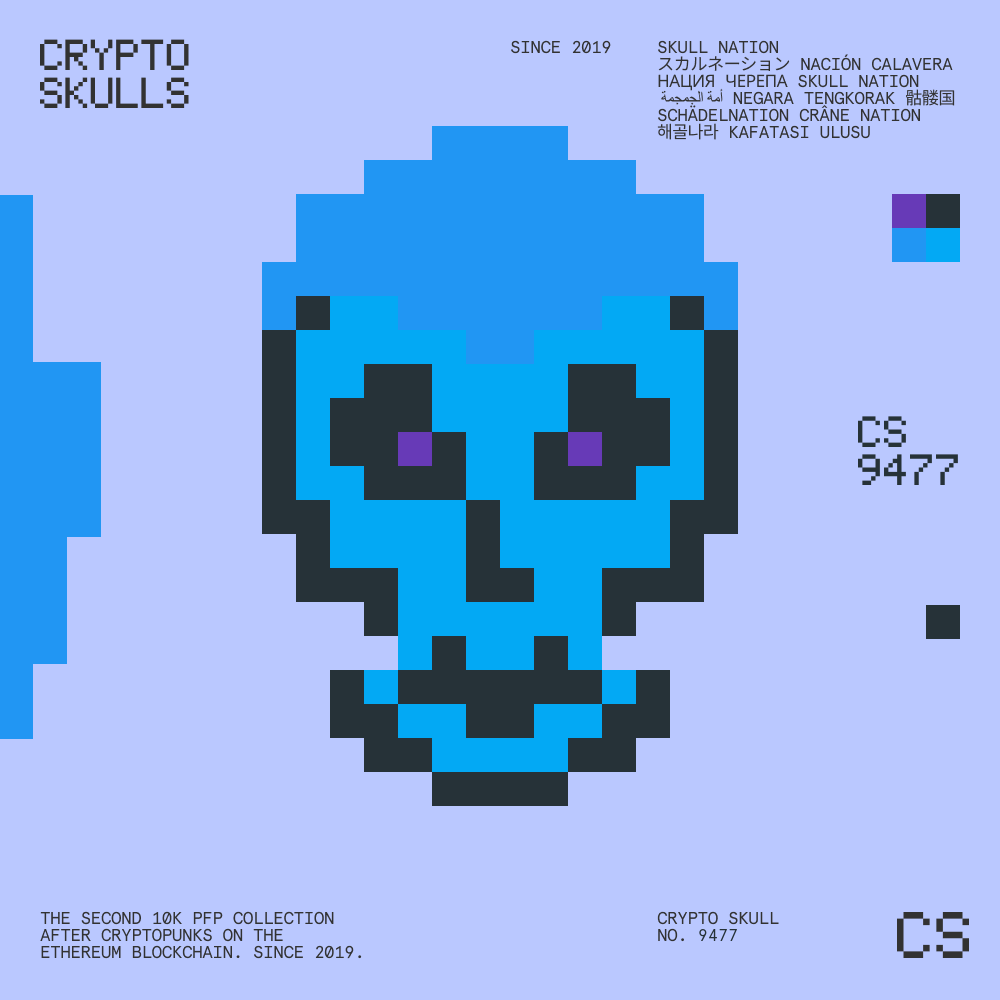 CRYPTO
SKULLS
SINCE 2019
SKULL NATION
スカルネーション NACIÓN CALAVERA
НАЦИЯ ЧЕРЕПА SKULL NATION
أمة الجمجمة NEGARA TENGKORAK 骷髅国
SCHÄDELNATION CRÂNE NATION
해골나라 KAFATASI ULUSU
CS
9477
THE SECOND 10K PFP COLLECTION
AFTER CRYPTOPUNKS ON THE
ETHEREUM BLOCKCHAIN. SINCE 2019.
CRYPTO SKULL
NO. 9477
CS